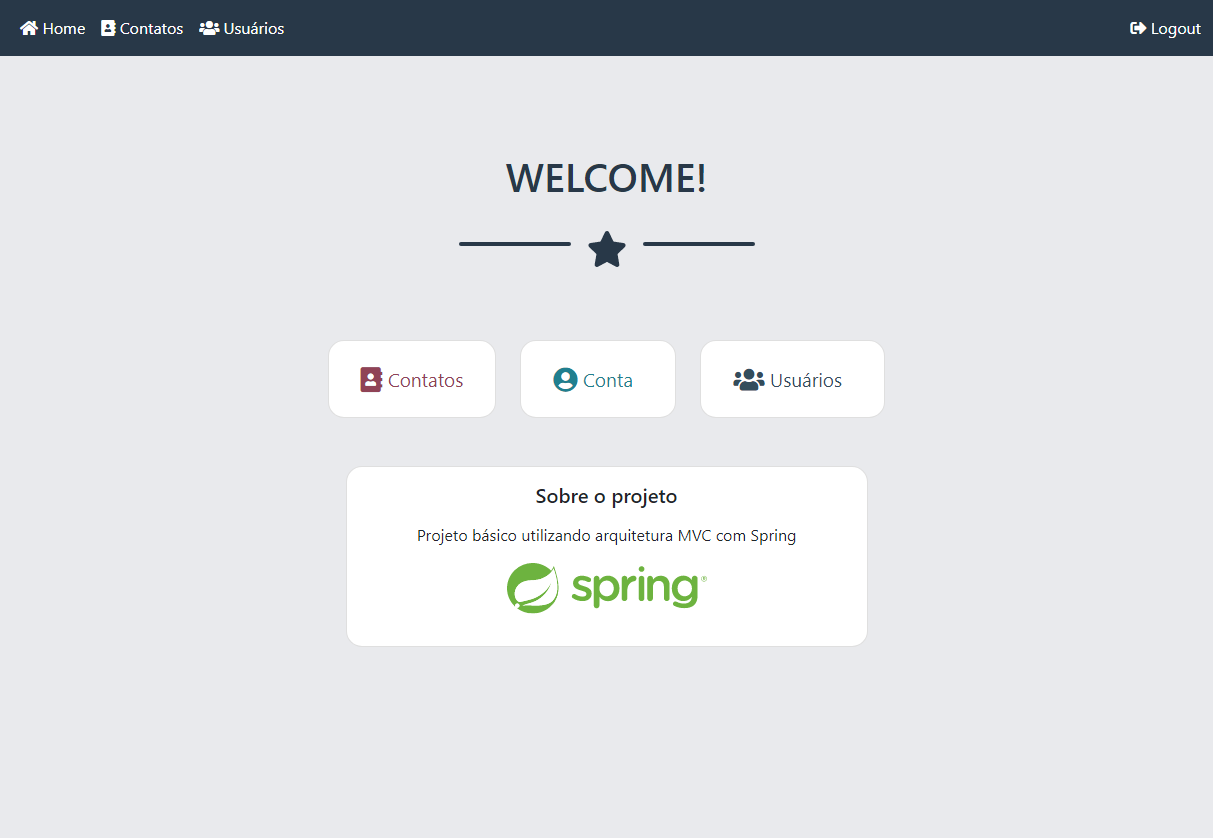 Home Contatos Usuários Logout
WELCOME!
Contatos Conta Usuários
Sobre o projeto
Projeto básico utilizando arquitetura MVC com Spring
spring®